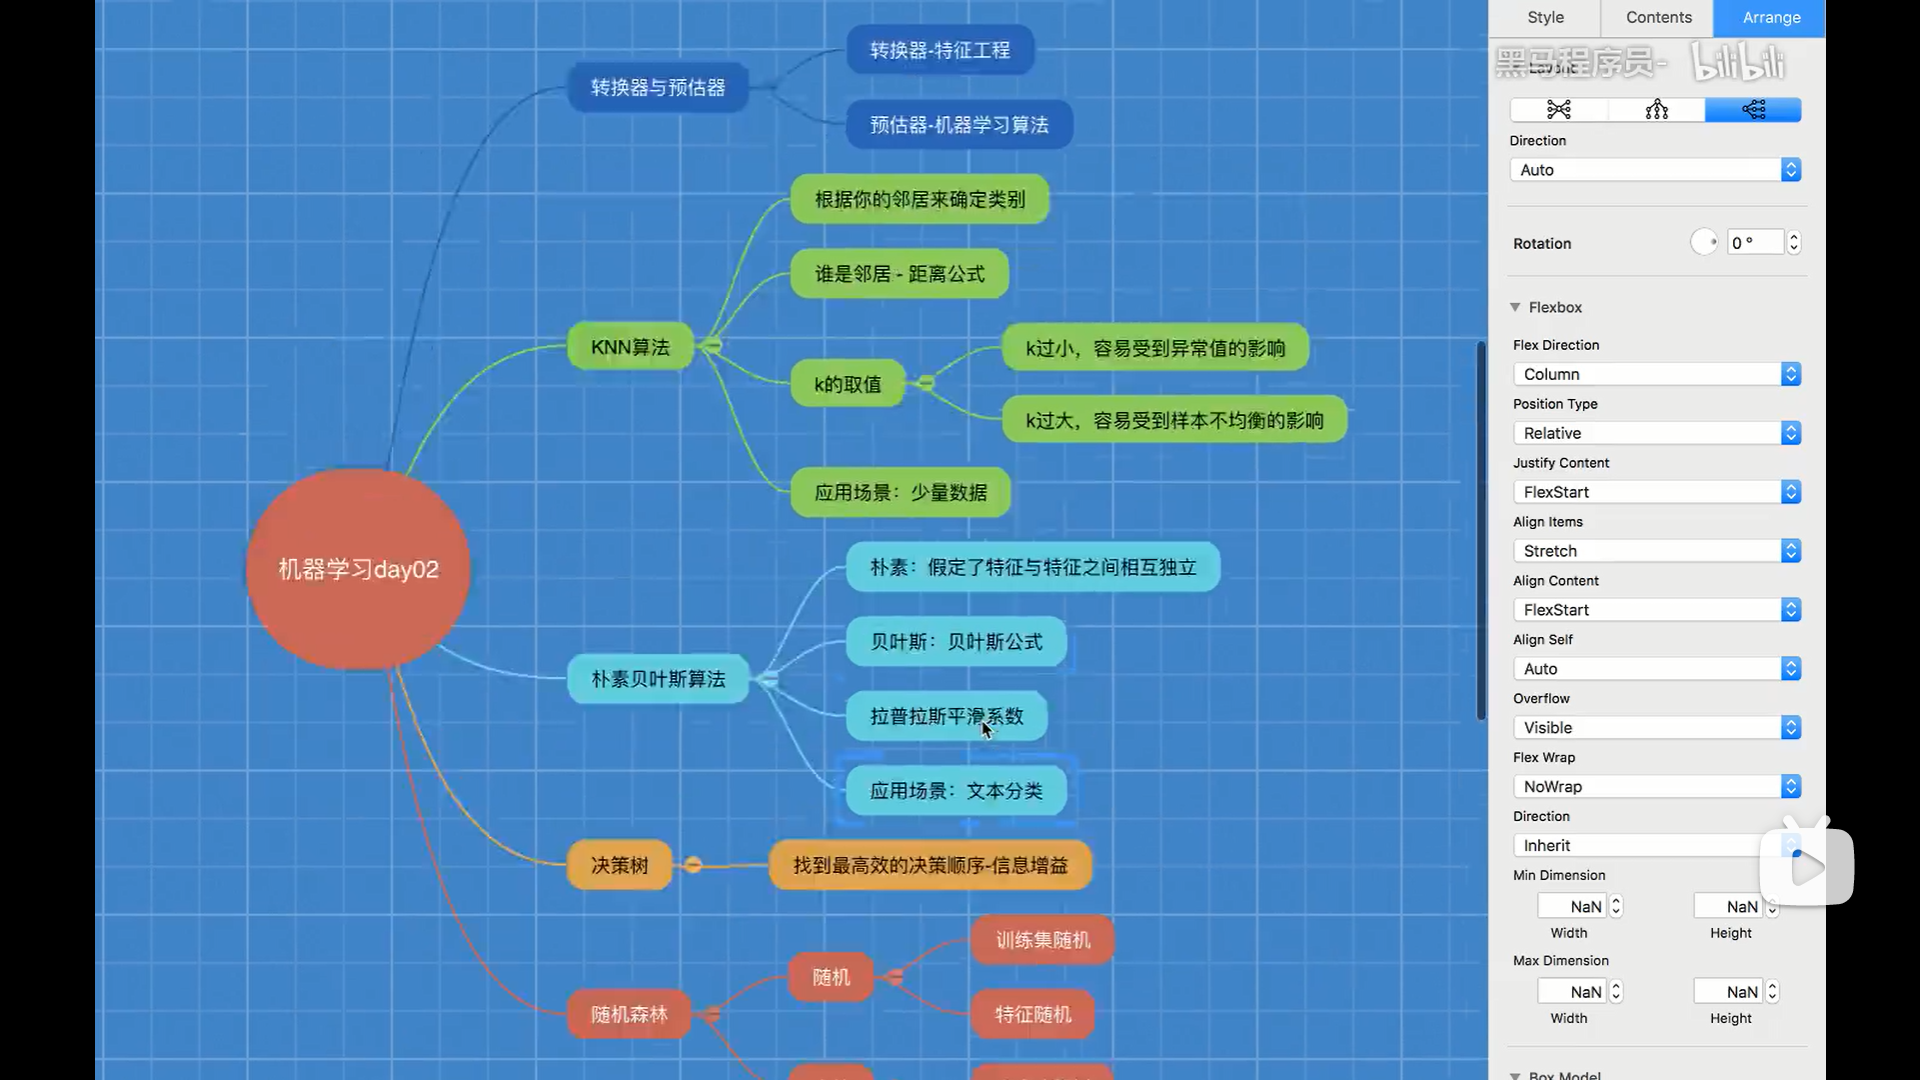 转换器与预估器
转换器-特征工程
预估器-机器学习算法
KNN算法
根据你的邻居来确定类别
谁是邻居 - 距离公式
k的取值
k过小，容易受到异常值的影响
k过大，容易受到样本不均衡的影响
应用场景：少量数据
机器学习day02
朴素贝叶斯算法
朴素：假定了特征与特征之间相互独立
贝叶斯：贝叶斯公式
拉普拉斯平滑系数
应用场景：文本分类
决策树
找到最高效的决策顺序-信息增益
随机森林
随机
训练集随机
特征随机
Style
Contents
Arrange
黑马程序员- bilibili
Direction
Auto
Rotation
0 °
Flexbox
Flex Direction
Column
Position Type
Relative
Justify Content
FlexStart
Align Items
Stretch
Align Content
FlexStart
Align Self
Auto
Overflow
Visible
Flex Wrap
NoWrap
Direction
Inherit
Min Dimension
NaN NaN
Width Height
Max Dimension
NaN NaN
Width Height
Box Model